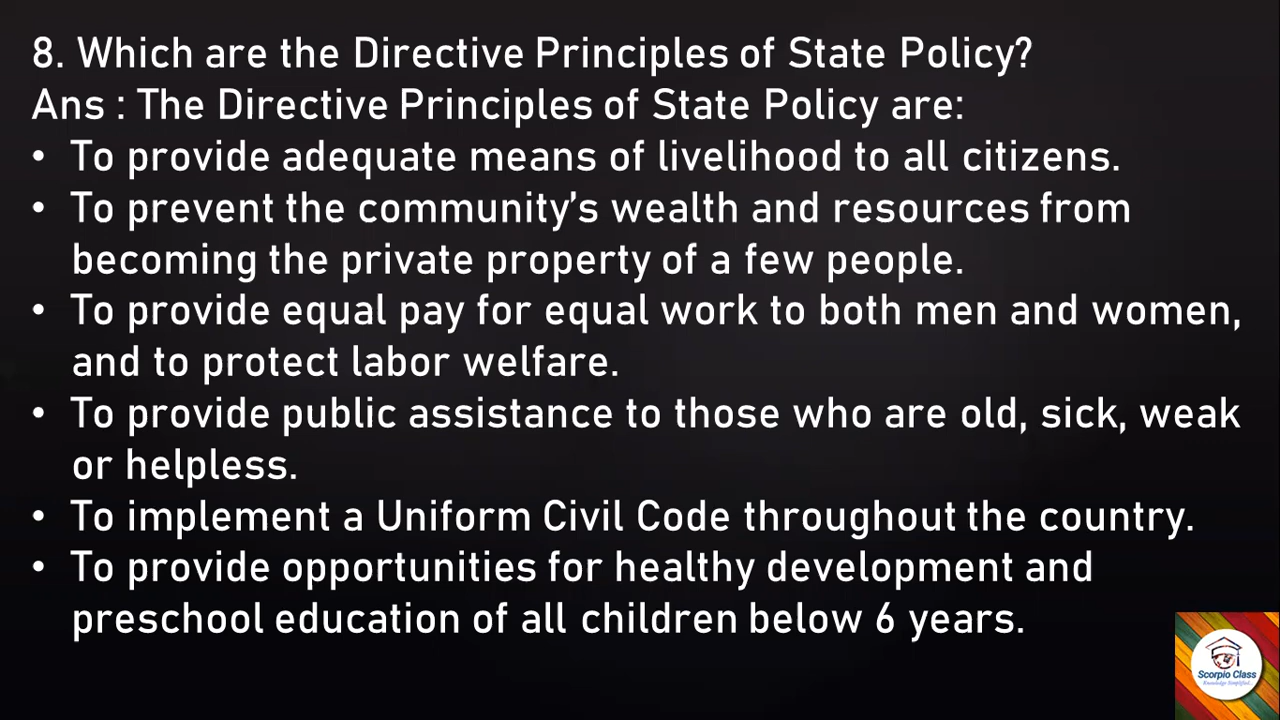 8. Which are the Directive Principles of State Policy?
Ans : The Directive Principles of State Policy are:
• To provide adequate means of livelihood to all citizens.
• To prevent the community's wealth and resources from
becoming the private property of a few people.
• To provide equal pay for equal work to both men and women,
and to protect labor welfare.
• To provide public assistance to those who are old, sick, weak
or helpless.
• To implement a Uniform Civil Code throughout the country.
• To provide opportunities for healthy development and
preschool education of all children below 6 years.
Scorpio Class
Knowledge Simplified...